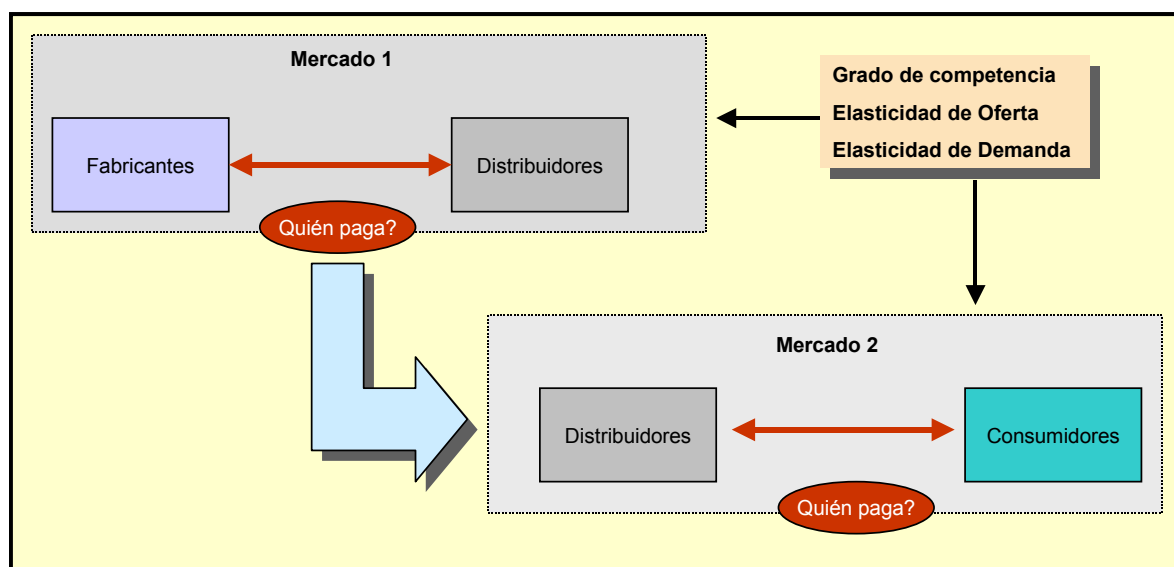 Mercado 1
Grado de competencia
Elasticidad de Oferta
Elasticidad de Demanda
Fabricantes
Distribuidores
Quién paga?
Mercado 2
Distribuidores
Consumidores
Quién paga?